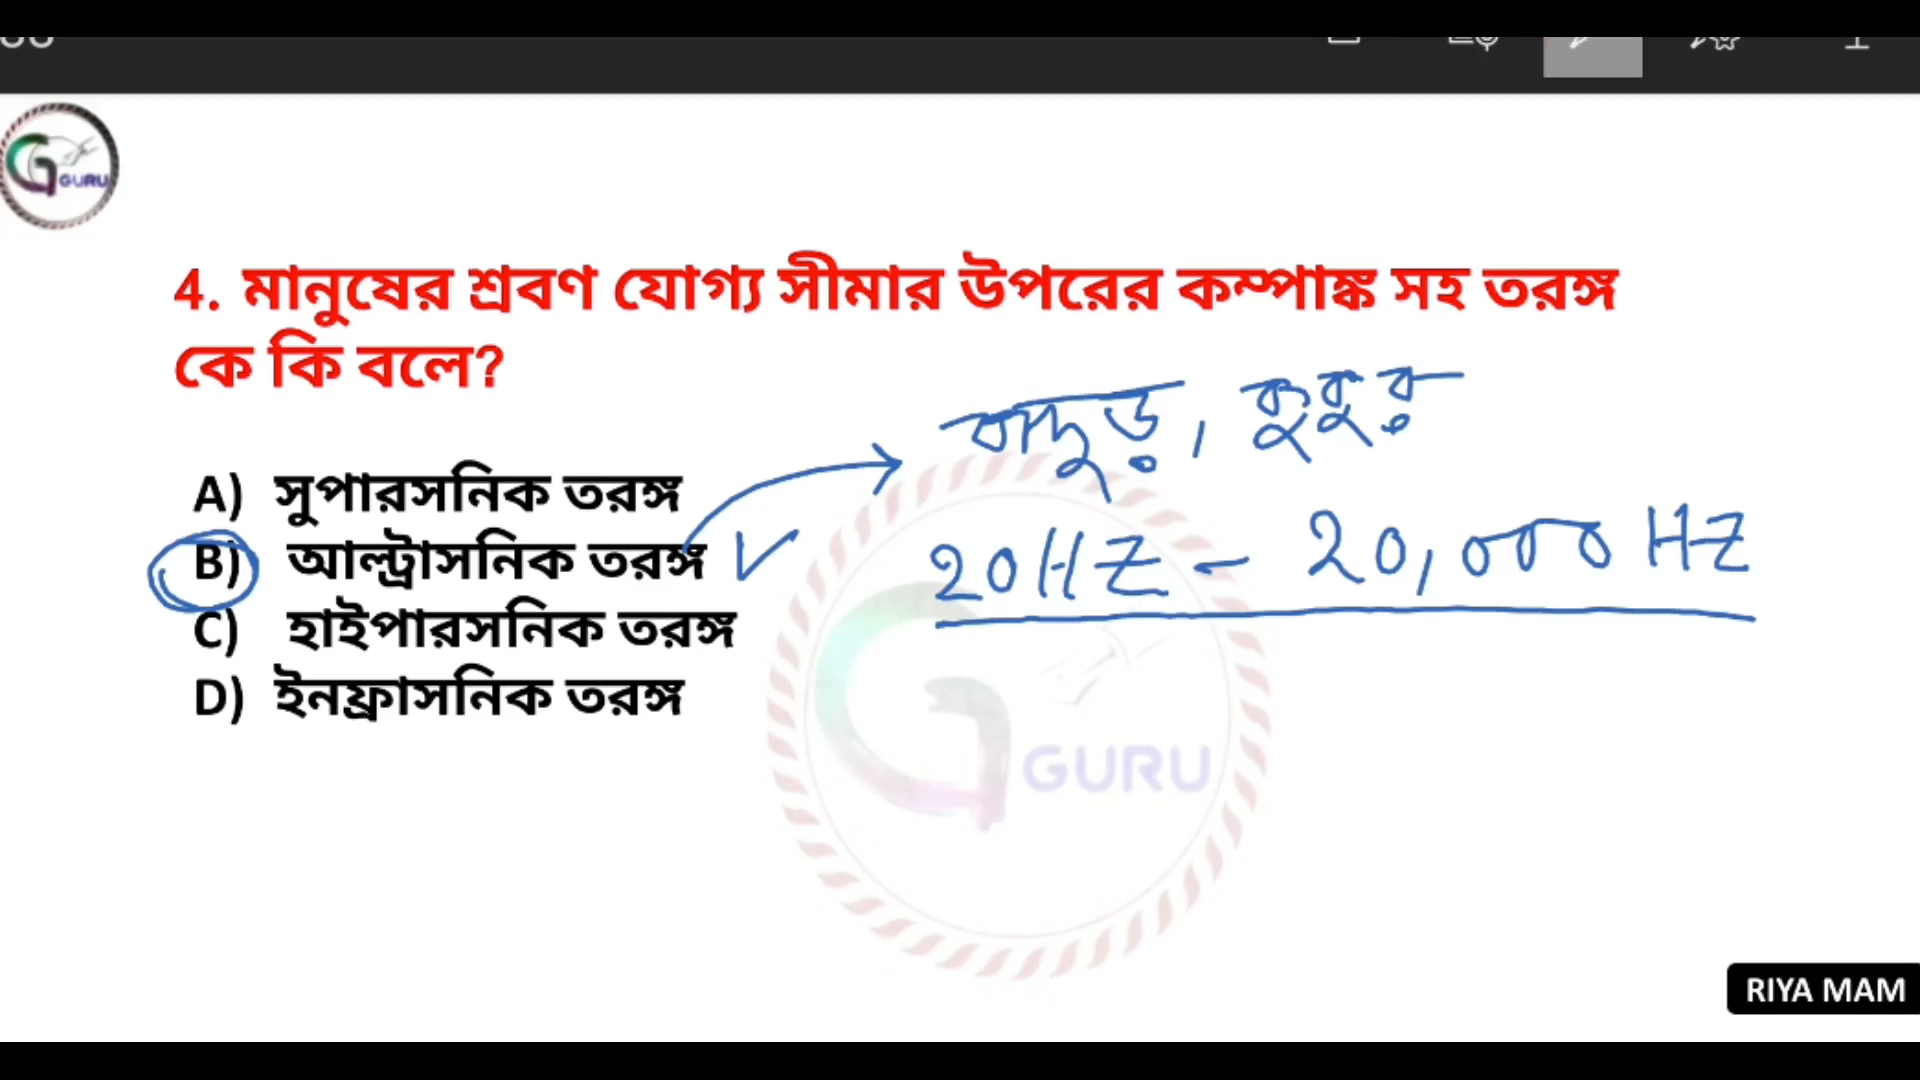 GURU
4. মানুষের শ্রবণ যোগ্য সীমার উপরের কম্পাঙ্ক সহ তরঙ্গ
কে কি বলে?
বাদুড়, কুকুর
A) সুপারসনিক তরঙ্গ
B) আল্ট্রাসনিক তরঙ্গ
20HZ - 20,000 HZ
C) হাইপারসনিক তরঙ্গ
D) ইনফ্রাসনিক তরঙ্গ
GURU
RIYA MAM